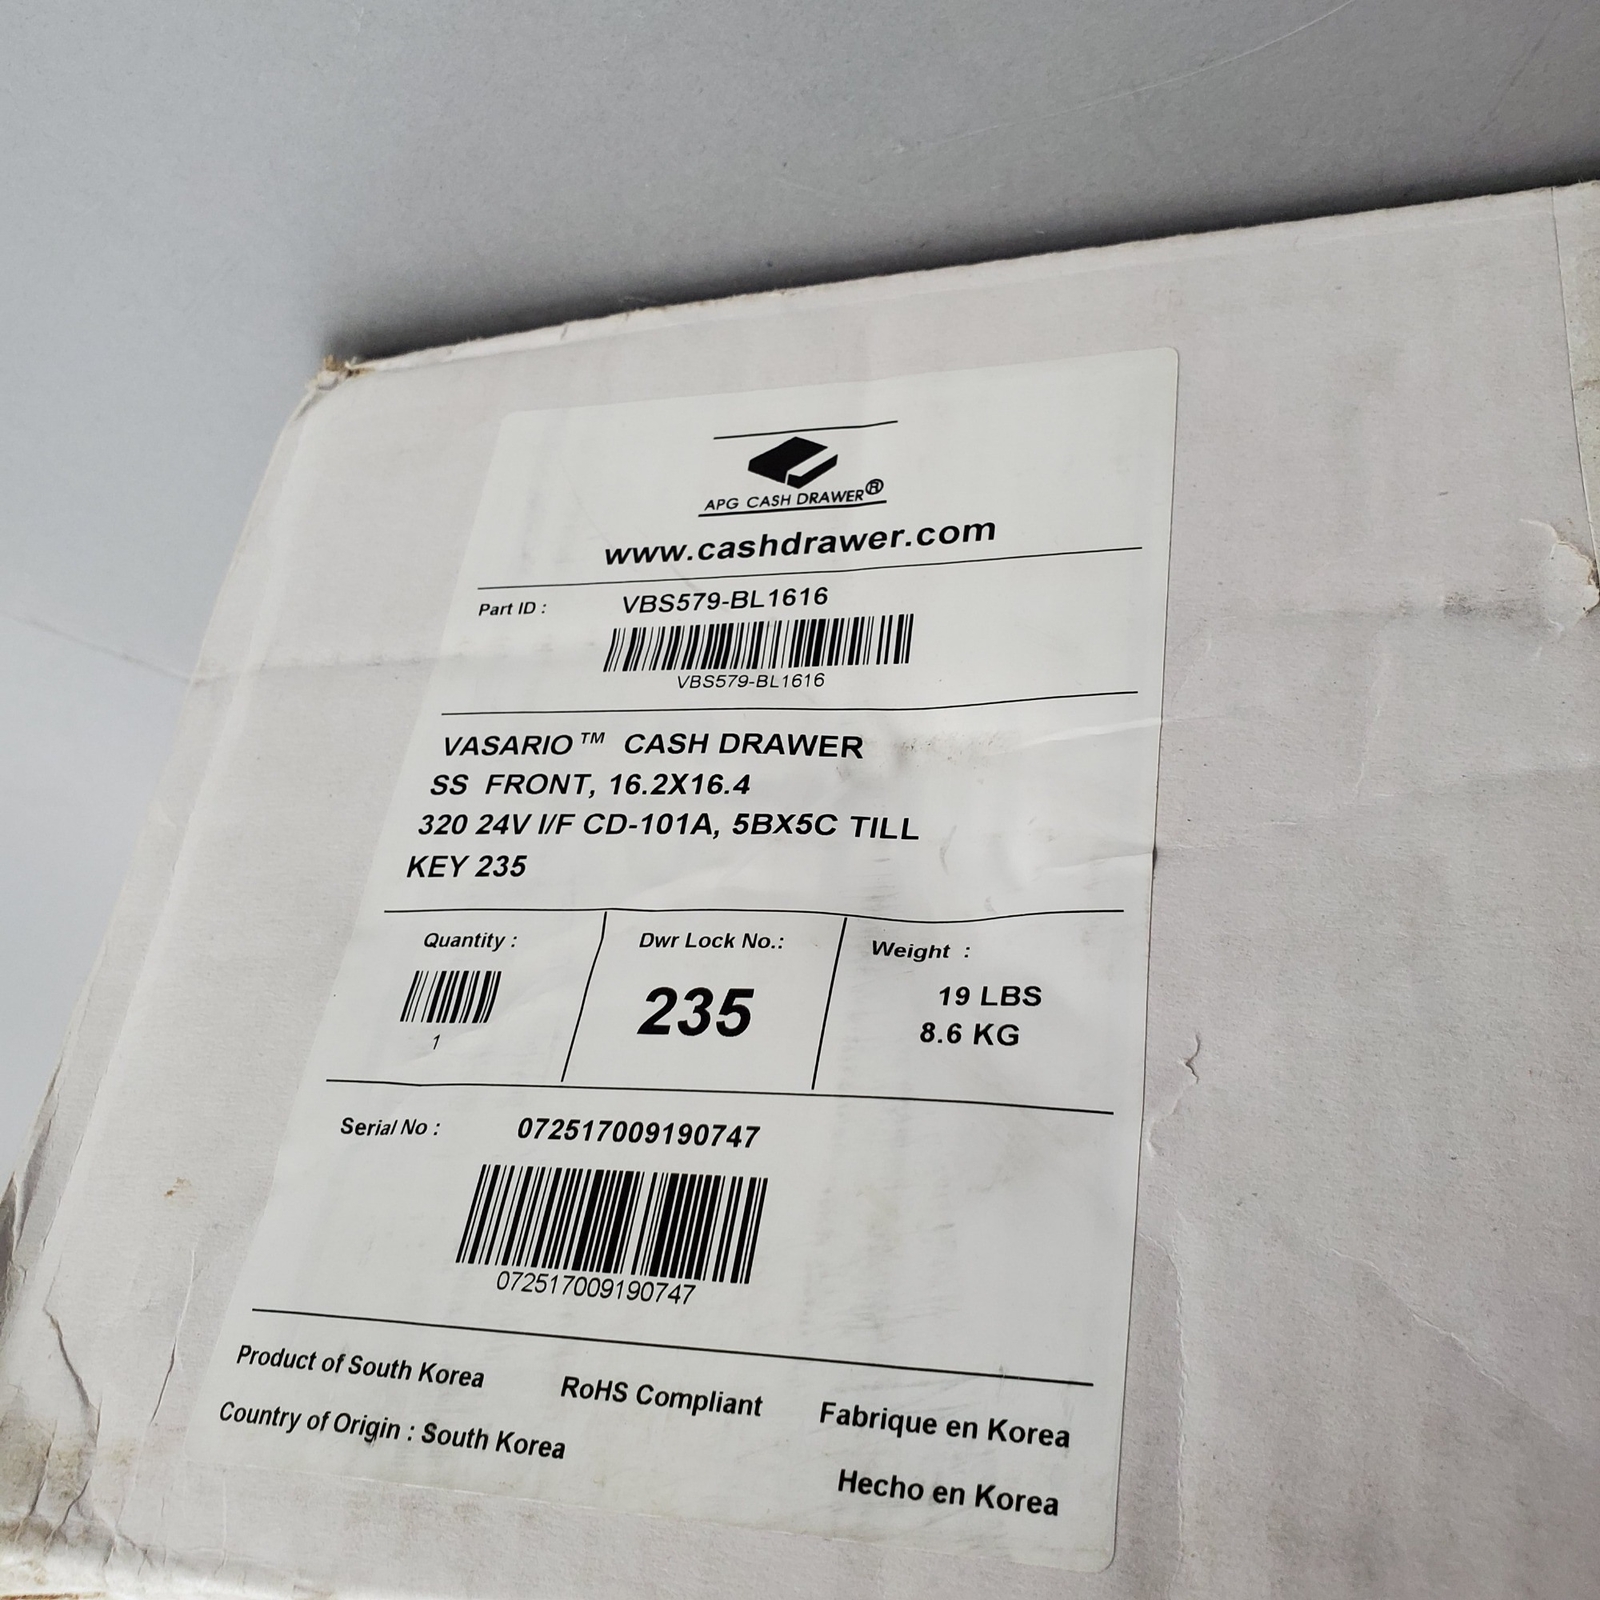 APG CASH DRAWER®
www.cashdrawer.com
Part ID : VBS579-BL1616
VBS579-BL1616
VASARIO™ CASH DRAWER
SS FRONT, 16.2X16.4
320 24V I/F CD-101A, 5BX5C TILL
KEY 235
Quantity : Dwr Lock No.: Weight :
1 235 19 LBS
8.6 KG
Serial No : 072517009190747
072517009190747
Product of South Korea RoHS Compliant Fabrique en Korea
Country of Origin : South Korea Hecho en Korea